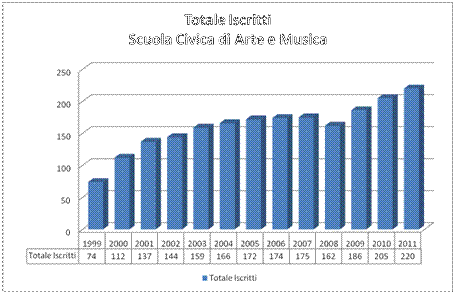 Totale Iscritti
Scuola Civica di Arte e Musica
250
200
150
100
50
0
1999 2000 2001 2002 2003 2004 2005 2006 2007 2008 2009 2010 2011
Totale Iscritti 74 112 137 144 159 166 172 174 175 162 186 205 220
Totale Iscritti